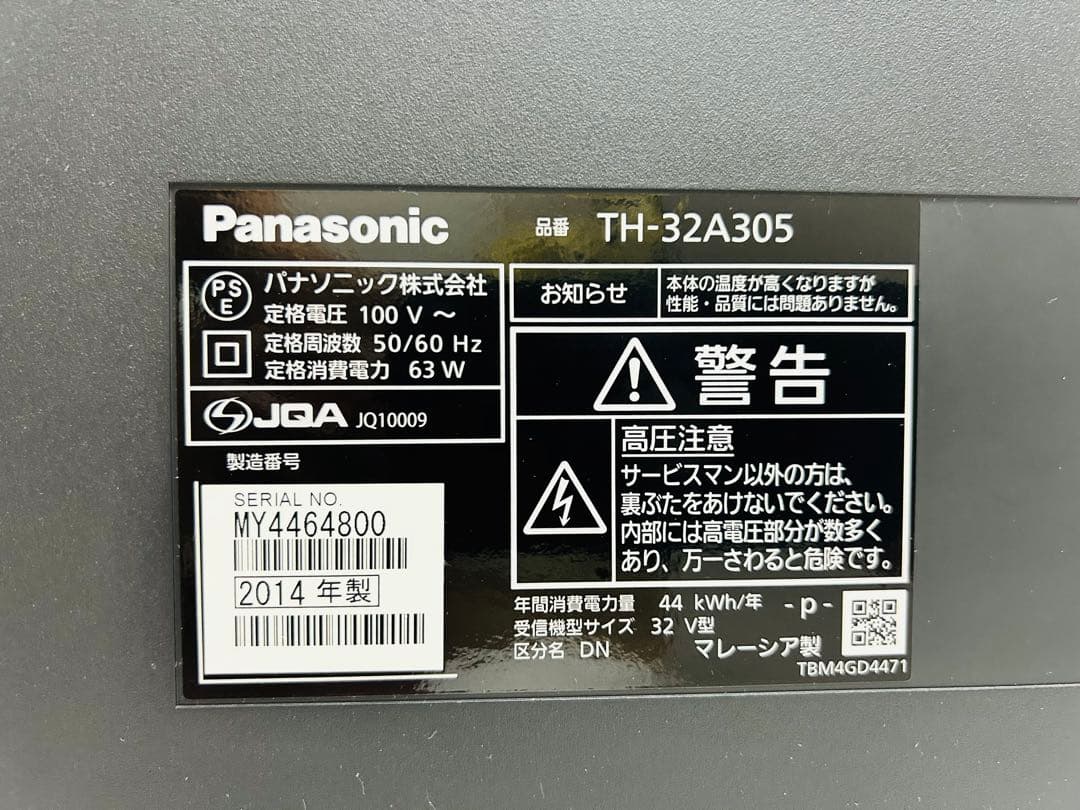 Panasonic
品番 TH-32A305
PS
E
パナソニック株式会社
定格電圧 100 V ～
定格周波数 50/60 Hz
定格消費電力 63 W
JQA JQ10009
製造番号
SERIAL NO.
MY4464800
2014 年製
お知らせ
本体の温度が高くなりますが
性能・品質には問題ありません。
警告
高圧注意
サービスマン以外の方は、
裏ぶたをあけないでください。
内部には高電圧部分が数多く
あり、万一さわると危険です。
年間消費電力量 44 kWh/年 -p-
受信機型サイズ 32 V型
区分名 DN マレーシア製
TBM4GD4471